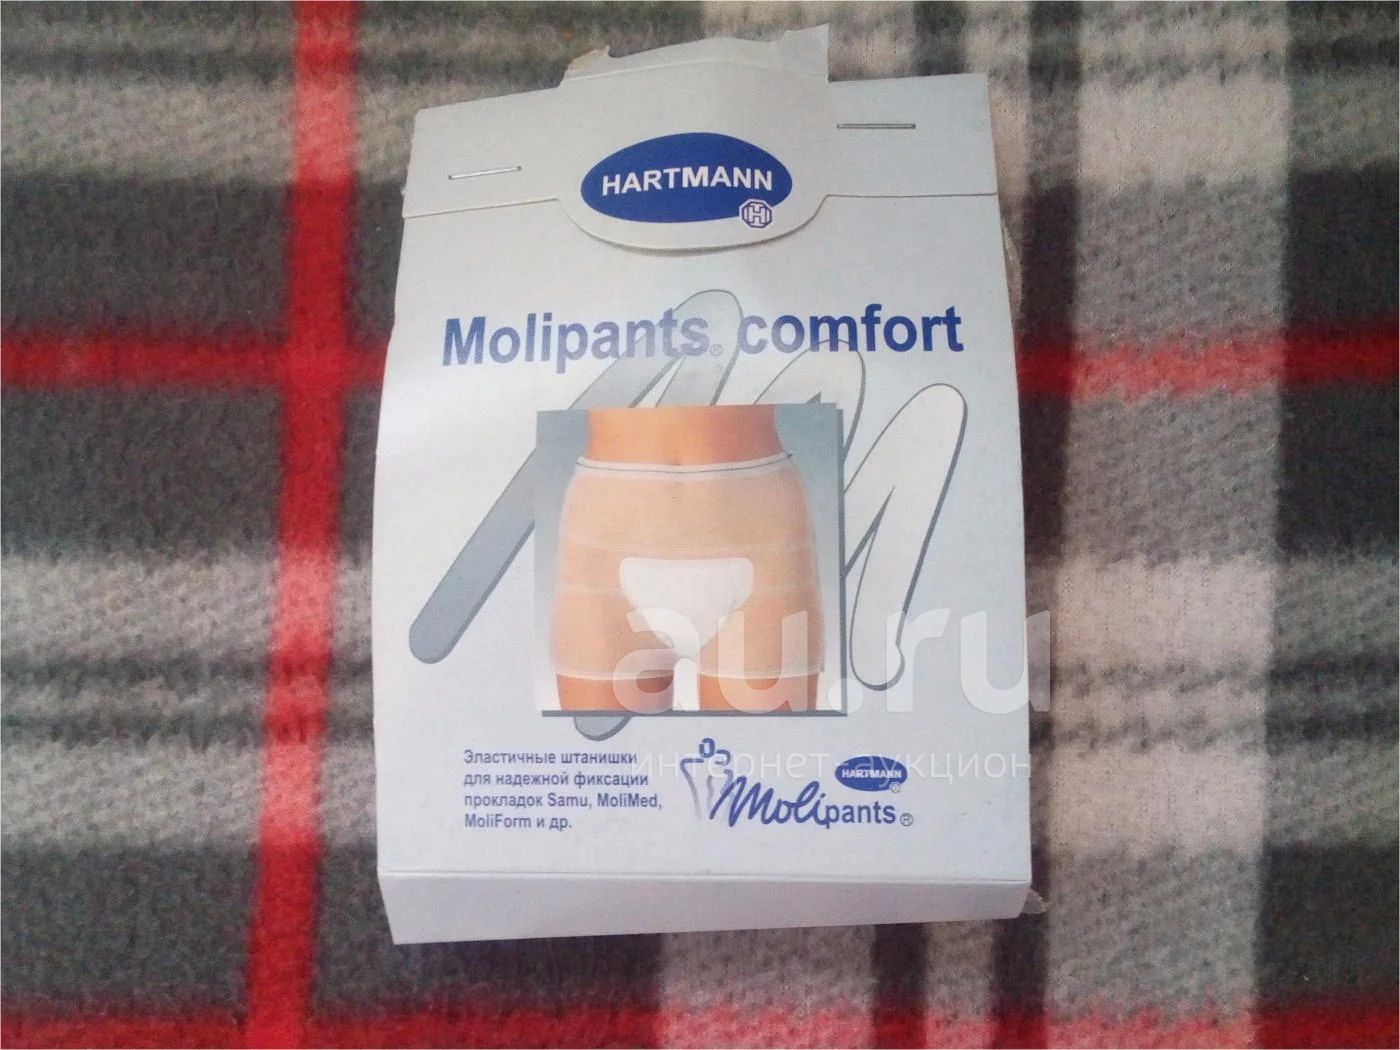 HARTMANN
Molipants® comfort
au.ru
интернет-аукцион
Эластичные штанишки
для надежной фиксации
прокладок Samu, MoliMed,
MoliForm и др.
HARTMANN
Molipants®